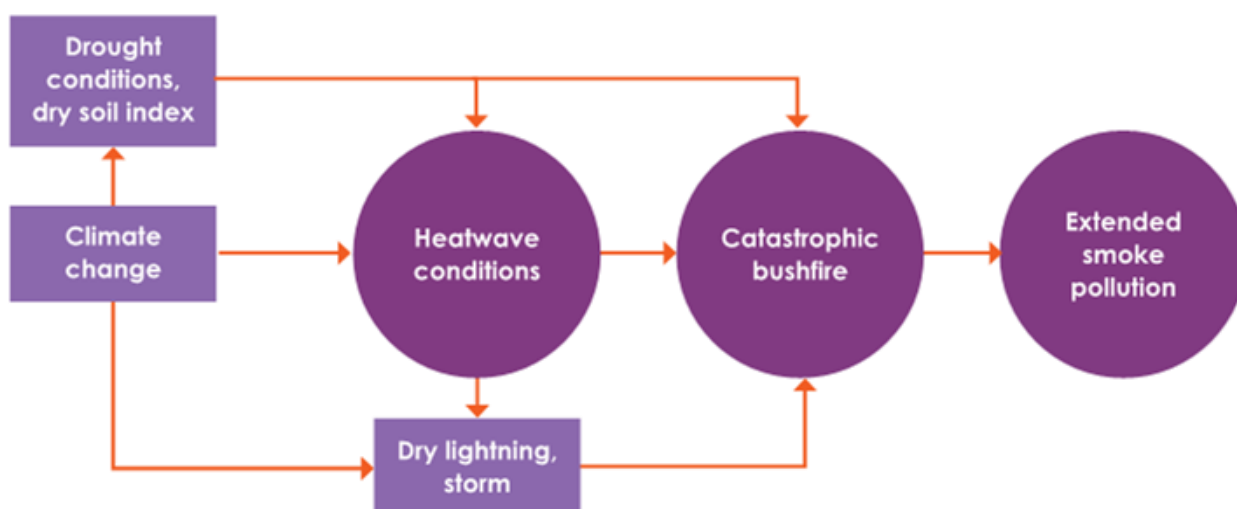 Drought
conditions,
dry soil index
Climate
change
Heatwave
conditions
Catastrophic
bushfire
Extended
smoke
pollution
Dry lightning,
storm